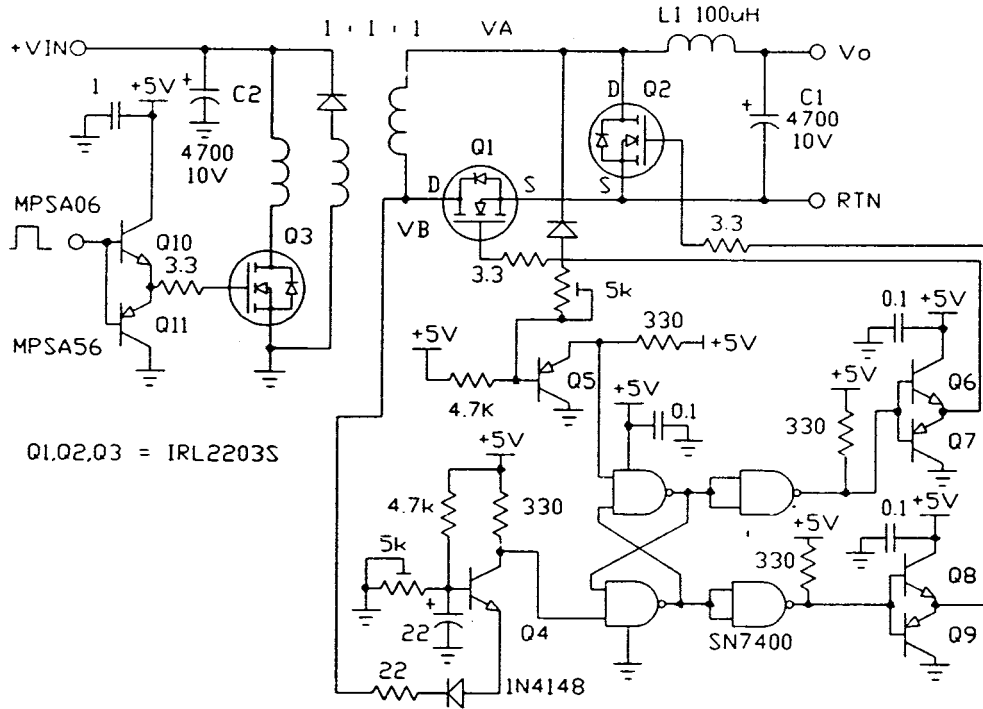 1 : 1 : 1
VA
L1 100uH
+VIN
Vo
1
+5V
C2
4700
10V
D
Q2
S
C1
4700
10V
Q1
D
S
VB
RTN
MPSA06
Q10
3.3
Q3
Q11
MPSA56
3.3
3.3
5k
+5V
4.7K
Q5
330
+5V
+5V
0.1
0.1
+5V
Q6
Q7
+5V
330
Q1,Q2,Q3 = IRL2203S
+5V
4.7k
330
5k
22
Q4
22
1N4148
+5V
330
SN7400
0.1
+5V
Q8
Q9